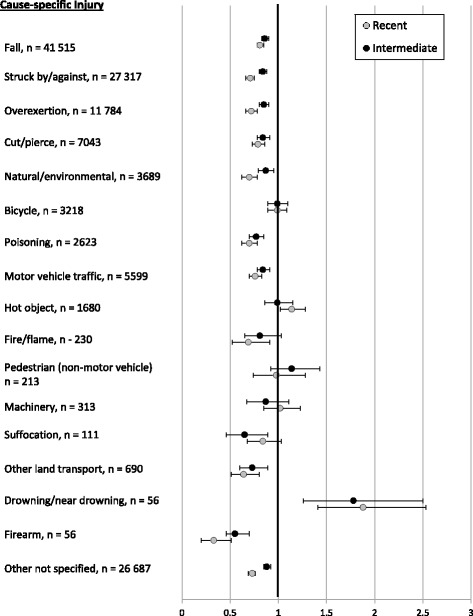 Cause-specific Injury
Recent
Intermediate
Fall, n = 41 515
Struck by/against, n = 27 317
Overexertion, n = 11 784
Cut/pierce, n = 7043
Natural/environmental, n = 3689
Bicycle, n = 3218
Poisoning, n = 2623
Motor vehicle traffic, n = 5599
Hot object, n = 1680
Fire/flame, n - 230
Pedestrian (non-motor vehicle)
n = 213
Machinery, n = 313
Suffocation, n = 111
Other land transport, n = 690
Drowning/near drowning, n = 56
Firearm, n = 56
Other not specified, n = 26 687
0 0.5 1 1.5 2 2.5 3